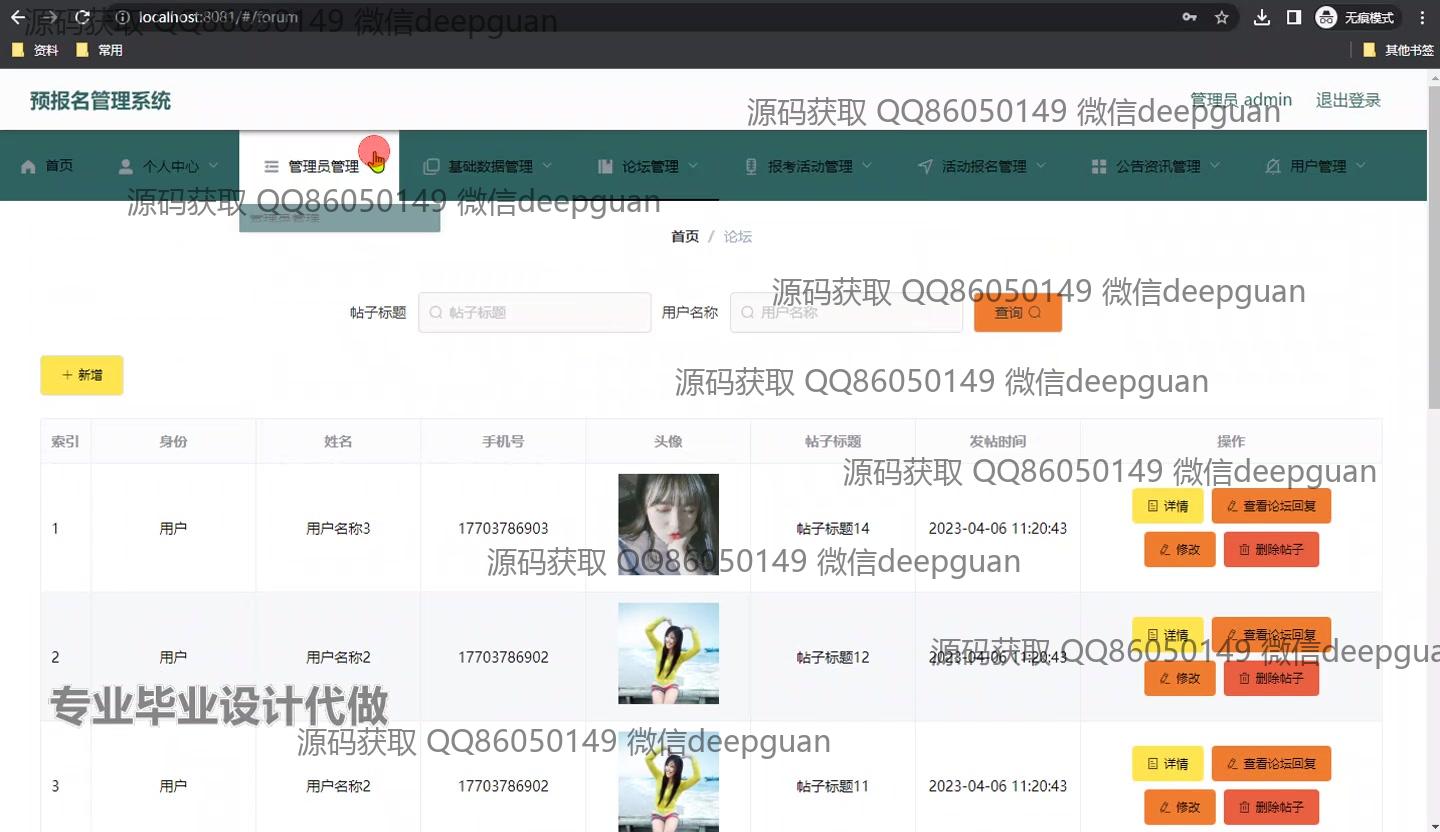 localhost:8081/#/forum
无痕模式
资料 常用 其他书签
源码获取 QQ86050149 微信deepguan
预报名管理系统
管理员 admin 退出登录
源码获取 QQ86050149 微信deepguan
首页 个人中心 管理员管理 基础数据管理 论坛管理 报考活动管理 活动报名管理 公告资讯管理 用户管理
源码获取 QQ86050149 微信deepguan
管理员管理
首页 / 论坛
源码获取 QQ86050149 微信deepguan
帖子标题 帖子标题 用户名称 用户名称 查询
+ 新增
源码获取 QQ86050149 微信deepguan
索引 身份 姓名 手机号 头像 帖子标题 发帖时间 操作
源码获取 QQ86050149 微信deepguan
1 用户 用户名称3 17703786903 帖子标题14 2023-04-06 11:20:43
详情 查看论坛回复
修改 删除帖子
源码获取 QQ86050149 微信deepguan
2 用户 用户名称2 17703786902 帖子标题12 2023-04-06 11:20:43
详情 查看论坛回复
修改 删除帖子
源码获取 QQ86050149 微信deepgua
专业毕业设计代做
源码获取 QQ86050149 微信deepguan
3 用户 用户名称2 17703786902 帖子标题11 2023-04-06 11:20:43
详情 查看论坛回复
修改 删除帖子